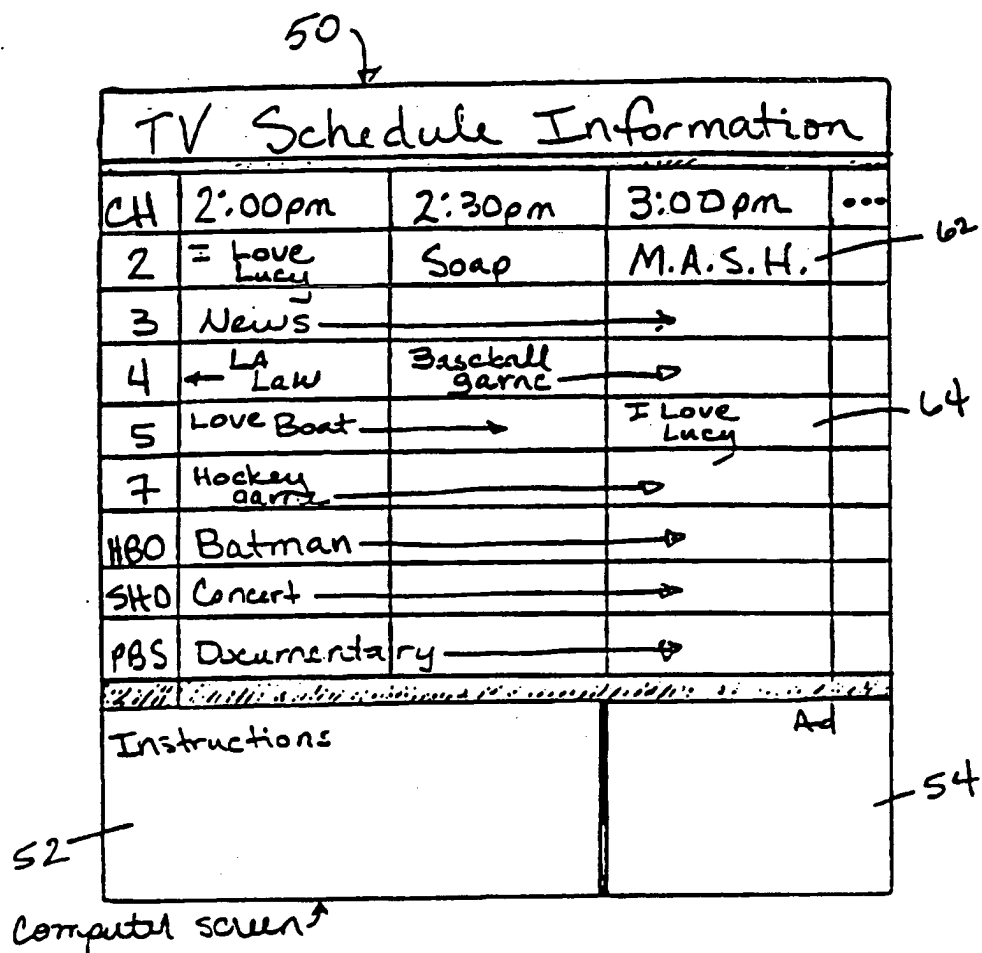 50
TV Schedule Information
CH 2:00pm 2:30pm 3:00pm •••
2 I Love Lucy Soap M.A.S.H. 62
3 News
4 LA Law Baseball game
5 Love Boat I Love Lucy 64
7 Hockey game
HBO Batman
SHO Concert
PBS Documentary
Instructions Ad
54
52
Computer screen